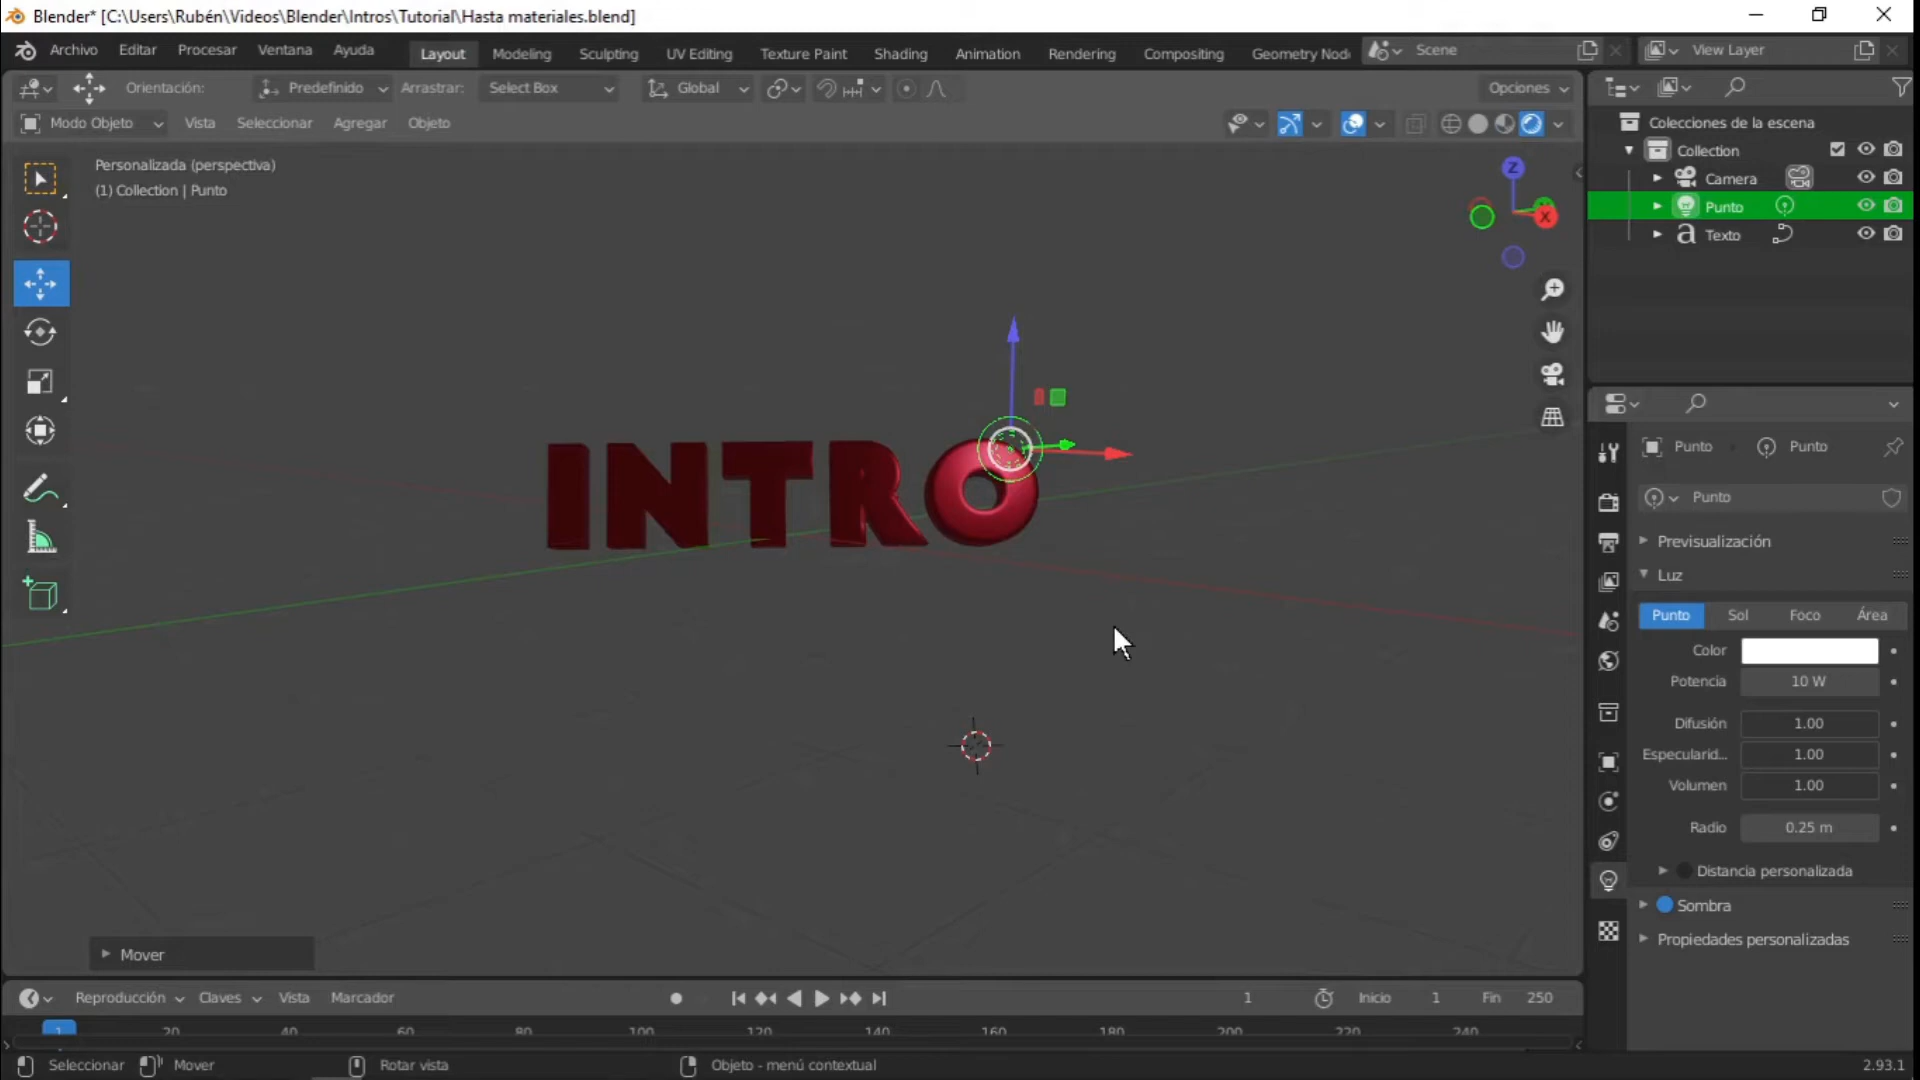 Blender* [C:\Users\Rubén\Videos\Blender\Intros\Tutorial\Hasta materiales.blend]
Archivo Editar Procesar Ventana Ayuda Layout Modeling Sculpting UV Editing Texture Paint Shading Animation Rendering Compositing Geometry Nod Scene View Layer
Orientación: Predefinido Arrastrar: Select Box Global Opciones
Modo Objeto Vista Seleccionar Agregar Objeto
Colecciones de la escena
Collection
Camera
Punto
Texto
Personalizada (perspectiva)
(1) Collection | Punto
Z
X
INTRO
Punto Punto
Punto
Previsualización
Luz
Punto Sol Foco Área
Color
Potencia 10 W
Difusión 1.00
Especularid... 1.00
Volumen 1.00
Radio 0.25 m
Distancia personalizada
Sombra
Propiedades personalizadas
Mover
Reproducción Claves Vista Marcador 1 Inicio 1 Fin 250
1 20 40 60 80 100 120 140 160 180 200 220 240
Seleccionar Mover Rotar vista Objeto - menú contextual 2.93.1